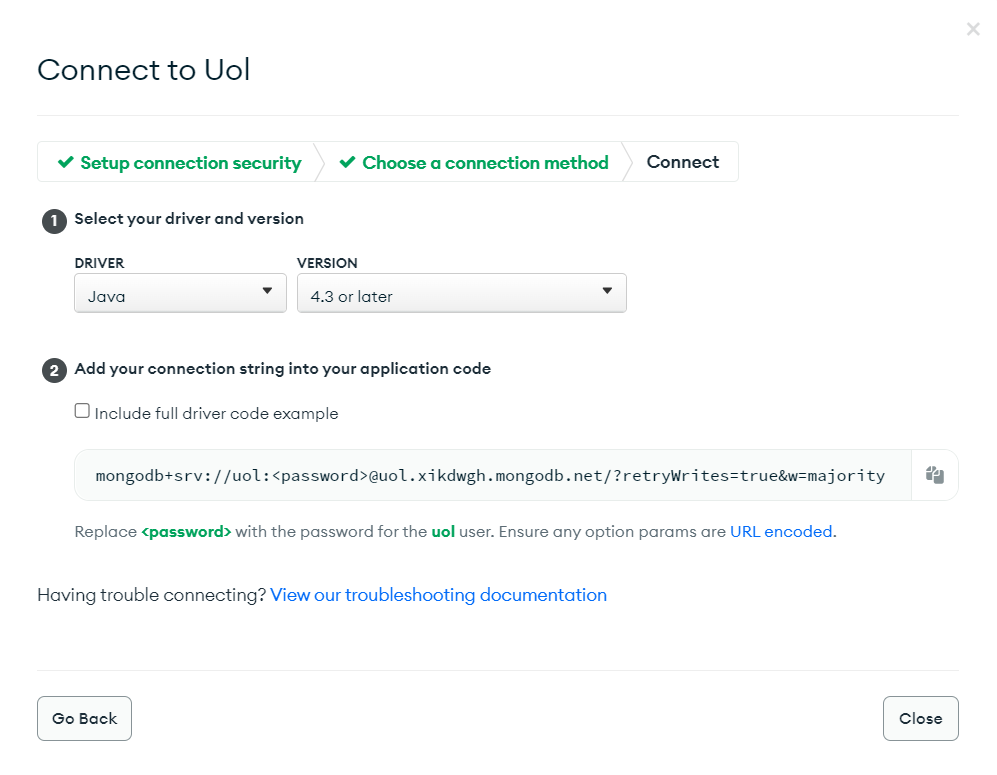 Connect to Uol
Setup connection security
Choose a connection method
Connect
1 Select your driver and version
DRIVER
VERSION
Java
4.3 or later
2 Add your connection string into your application code
Include full driver code example
mongodb+srv://uol:<password>@uol.xikdwgh.mongodb.net/?retryWrites=true&w=majority
Replace <password> with the password for the uol user. Ensure any option params are URL encoded.
Having trouble connecting? View our troubleshooting documentation
Go Back
Close